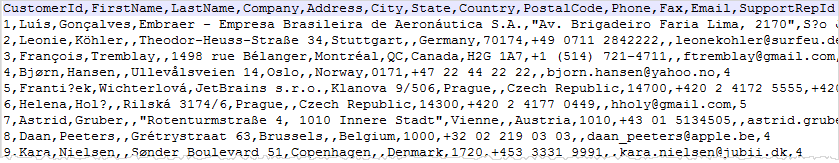 CustomerId,FirstName,LastName,Company,Address,City,State,Country,PostalCode,Phone,Fax,Email,SupportRepId
1,Luís,Gonçalves,Embraer - Empresa Brasileira de Aeronáutica S.A.,"Av. Brigadeiro Faria Lima, 2170",S?o
2,Leonie,Köhler,,Theodor-Heuss-Straße 34,Stuttgart,,Germany,70174,+49 0711 2842222,,leonekohler@surfeu.de
3,François,Tremblay,,1498 rue Bélanger,Montréal,QC,Canada,H2G 1A7,+1 (514) 721-4711,,ftremblay@gmail.com,
4,Bjørn,Hansen,,Ullevålsveien 14,Oslo,,Norway,0171,+47 22 44 22 22,,bjorn.hansen@yahoo.no,4
5,Franti?ek,Wichterlová,JetBrains s.r.o.,Klanova 9/506,Prague,,Czech Republic,14700,+420 2 4172 5555,+420
6,Helena,Hol?,,Rilská 3174/6,Prague,,Czech Republic,14300,+420 2 4177 0449,,hholy@gmail.com,5
7,Astrid,Gruber,,"Rotenturmstraße 4, 1010 Innere Stadt",Vienne,,Austria,1010,+43 01 5134505,,astrid.grube
8,Daan,Peeters,,Grétrystraat 63,Brussels,,Belgium,1000,+32 02 219 03 03,,daan_peeters@apple.be,4
9,Kara,Nielsen,,Sønder Boulevard 51,Copenhagen,,Denmark,1720,+453 3331 9991,,kara.nielsen@jubii.dk,4